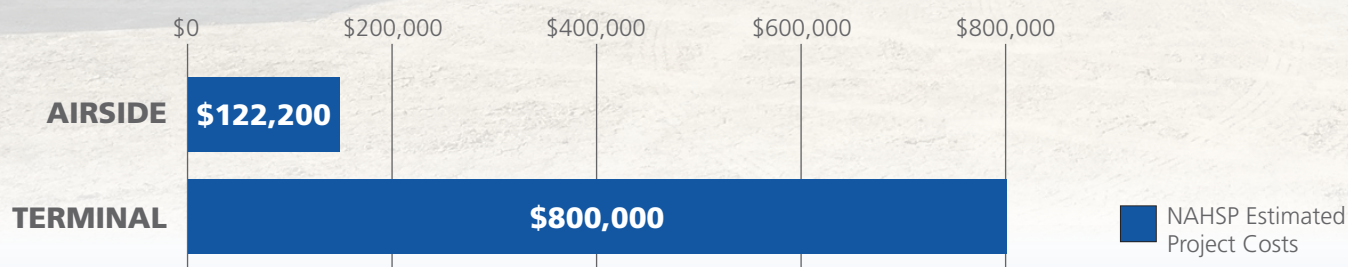 $0 $200,000 $400,000 $600,000 $800,000
AIRSIDE $122,200
TERMINAL $800,000
NAHSP Estimated
Project Costs